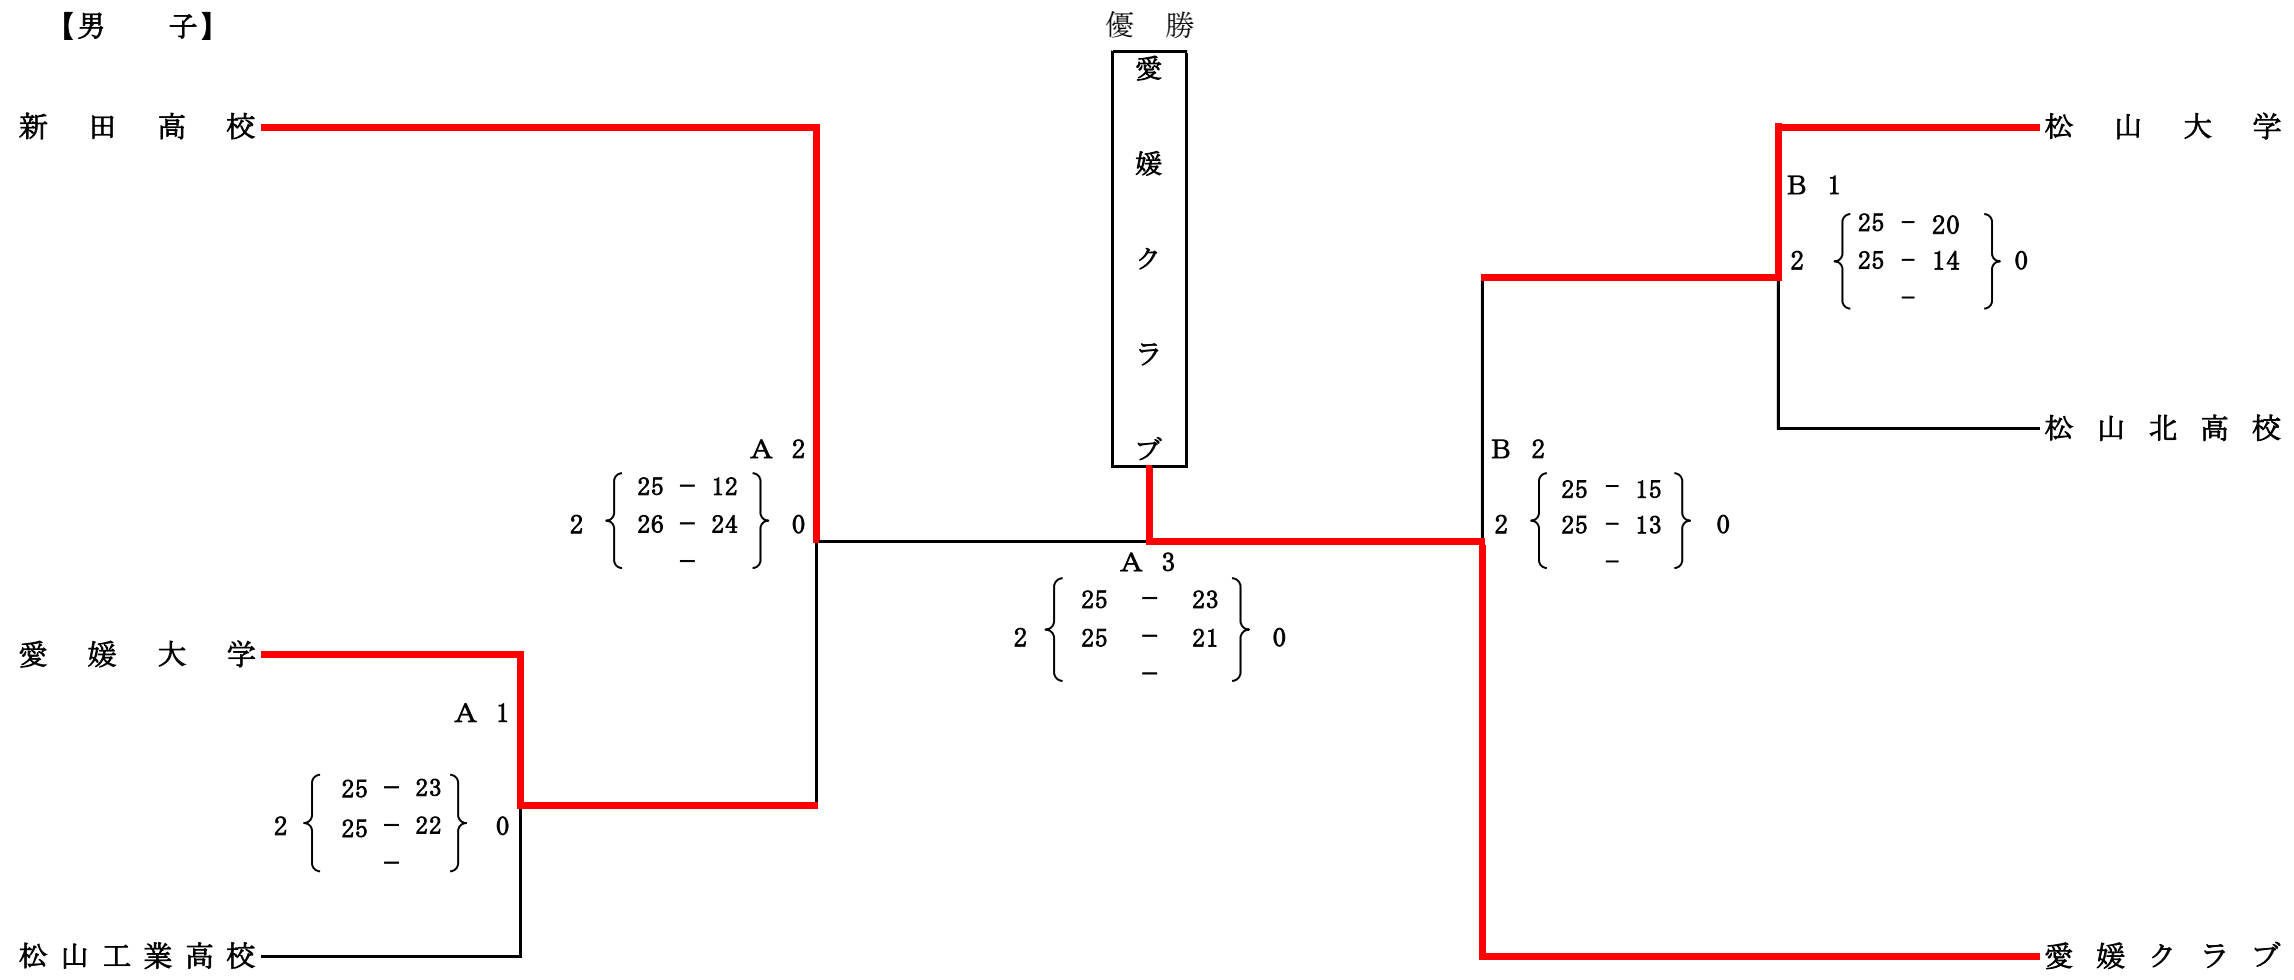 【男　子】
優　勝
愛媛クラブ
新田高校
松山大学
B 1
25 － 20
2 25 － 14 0
－
松山北高校
A 2
25 － 12
2 26 － 24 0
－
B 2
25 － 15
2 25 － 13 0
－
A 3
25 － 23
2 25 － 21 0
－
愛媛大学
A 1
25 － 23
2 25 － 22 0
－
松山工業高校
愛媛クラブ